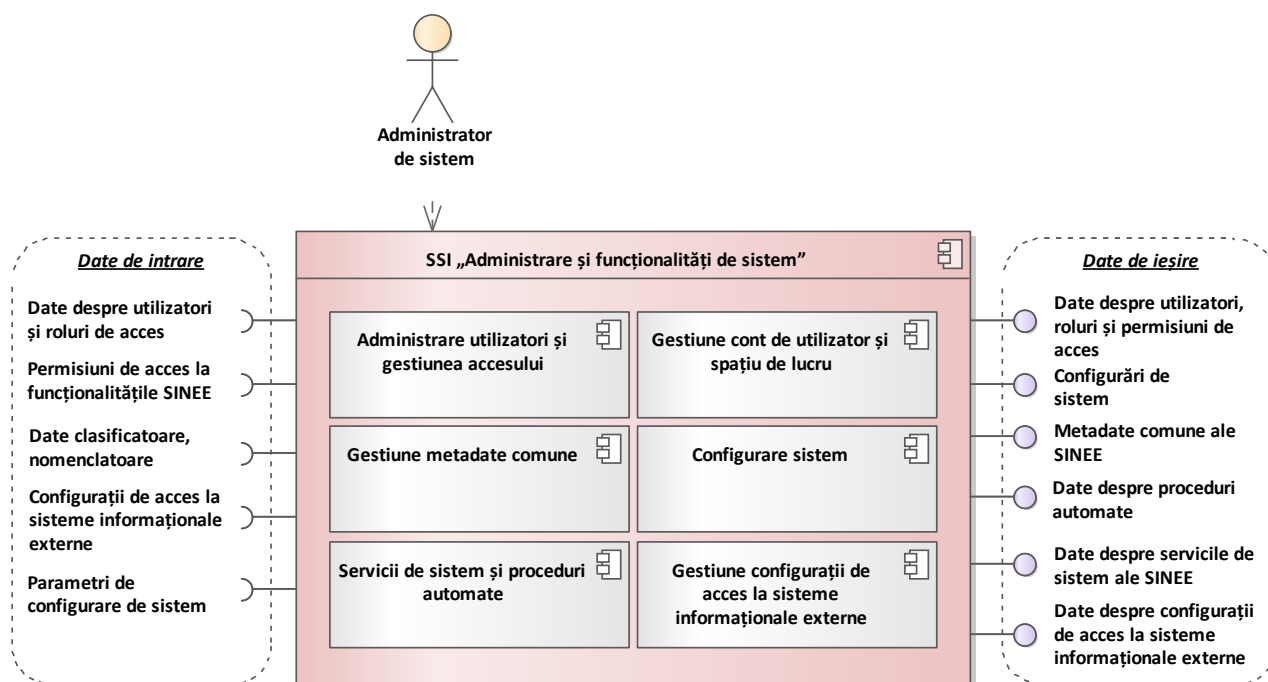 Administrator
de sistem
Date de intrare
Date despre utilizatori
și roluri de acces
Permisiuni de acces la
funcționalitățile SINEE
Date clasificatoare,
nomenclatoare
Configurații de acces la
sisteme informaționale
externe
Parametri de
configurare de sistem
SSI „Administrare și funcționalități de sistem”
Administrare utilizatori și
gestiunea accesului
Gestiune cont de utilizator și
spațiu de lucru
Gestiune metadate comune
Configurare sistem
Servicii de sistem și proceduri
automate
Gestiune configurații de
acces la sisteme
informaționale externe
Date de ieșire
Date despre utilizatori,
roluri și permisiuni de
acces
Configurări de
sistem
Metadate comune ale
SINEE
Date despre proceduri
automate
Date despre servicile de
sistem ale SINEE
Date despre configurații
de acces la sisteme
informaționale externe